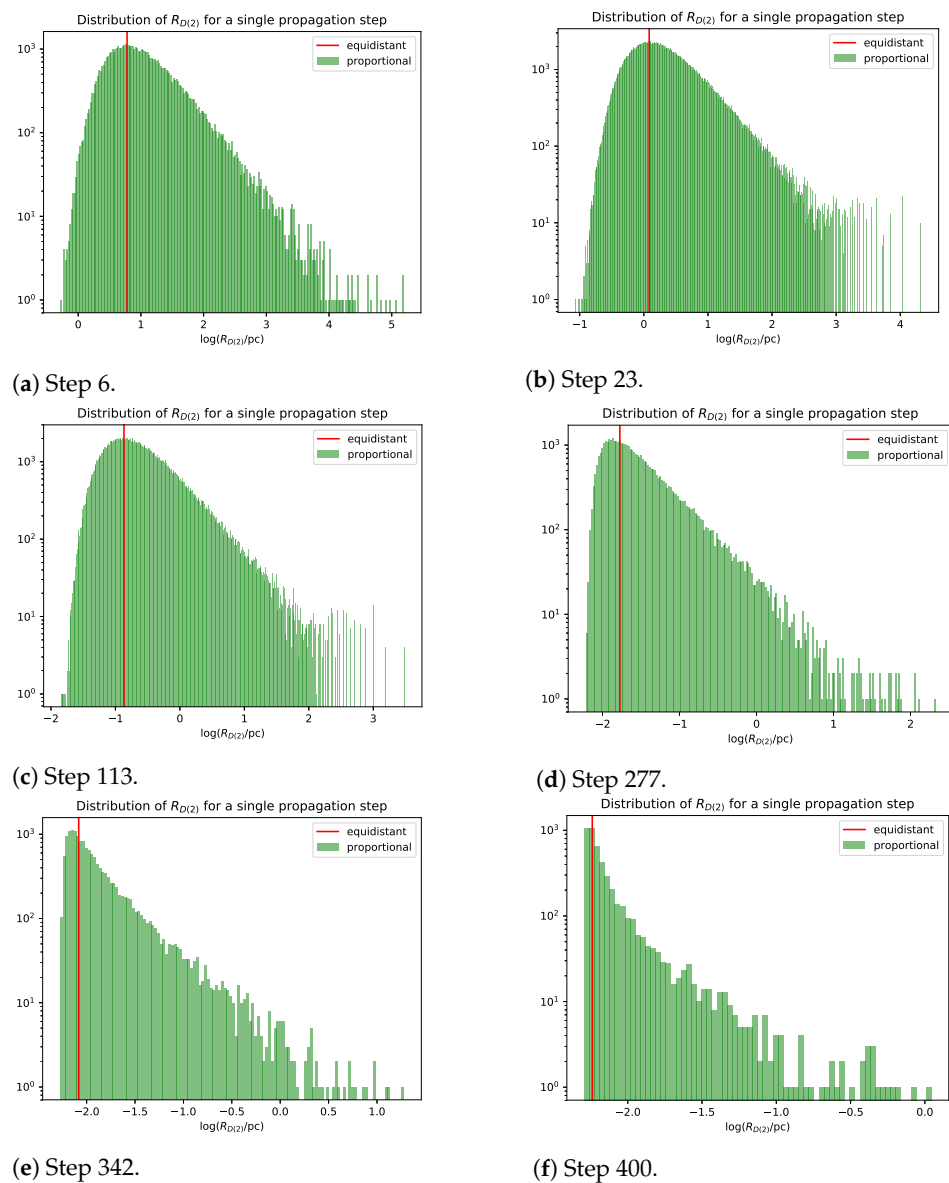 Distribution of R_D(2) for a single propagation step
equidistant
proportional
10³
10²
10¹
10⁰
0 1 2 3 4 5
log(R_D(2)/pc)
(a) Step 6.
Distribution of R_D(2) for a single propagation step
equidistant
proportional
10³
10²
10¹
10⁰
−1 0 1 2 3 4
log(R_D(2)/pc)
(b) Step 23.
Distribution of R_D(2) for a single propagation step
equidistant
proportional
10³
10²
10¹
10⁰
−2 −1 0 1 2 3
log(R_D(2)/pc)
(c) Step 113.
Distribution of R_D(2) for a single propagation step
equidistant
proportional
10³
10²
10¹
10⁰
−2 −1 0 1 2
log(R_D(2)/pc)
(d) Step 277.
Distribution of R_D(2) for a single propagation step
equidistant
proportional
10³
10²
10¹
10⁰
−2.0 −1.5 −1.0 −0.5 0.0 0.5 1.0
log(R_D(2)/pc)
(e) Step 342.
Distribution of R_D(2) for a single propagation step
equidistant
proportional
10³
10²
10¹
10⁰
−2.0 −1.5 −1.0 −0.5 0.0
log(R_D(2)/pc)
(f) Step 400.